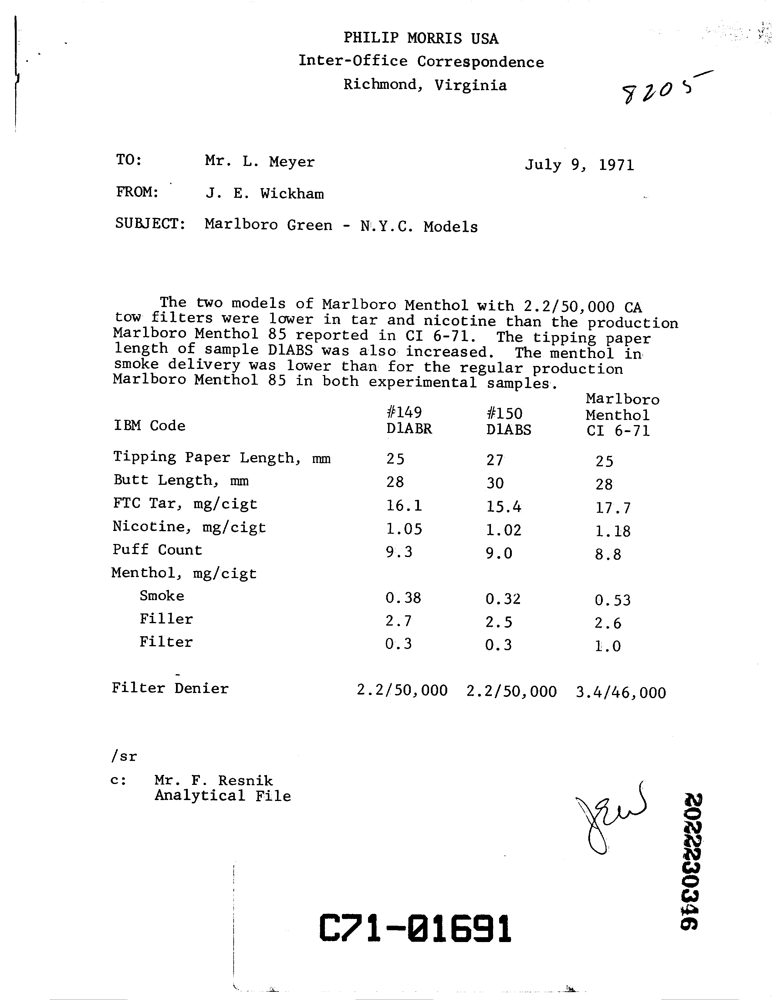 PHILIP MORRIS USA
Inter-Office Correspondence
Richmond, Virginia
8205
TO: Mr. L. Meyer July 9, 1971
FROM: J. E. Wickham
SUBJECT: Marlboro Green - N.Y.C. Models
The two models of Marlboro Menthol with 2.2/50,000 CA
tow filters were lower in tar and nicotine than the production
Marlboro Menthol 85 reported in CI 6-71. The tipping paper
length of sample D1ABS was also increased. The menthol in
smoke delivery was lower than for the regular production
Marlboro Menthol 85 in both experimental samples.
Marlboro
#149 #150 Menthol
IBM Code D1ABR D1ABS CI 6-71
Tipping Paper Length, mm 25 27 25
Butt Length, mm 28 30 28
FTC Tar, mg/cigt 16.1 15.4 17.7
Nicotine, mg/cigt 1.05 1.02 1.18
Puff Count 9.3 9.0 8.8
Menthol, mg/cigt
Smoke 0.38 0.32 0.53
Filler 2.7 2.5 2.6
Filter 0.3 0.3 1.0
Filter Denier 2.2/50,000 2.2/50,000 3.4/46,000
/sr
c: Mr. F. Resnik
Analytical File
jew
2022230346
C71-01691